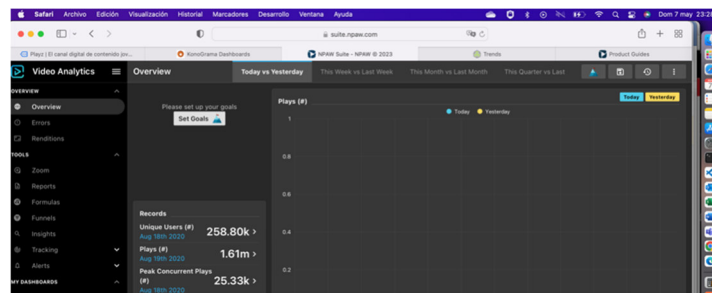 Safari Archivo Edición Visualización Historial Marcadores Desarrollo Ventana Ayuda Dom 7 may 23:28
suite.npaw.com
Playz | El canal digital de contenido jov... KonoGrama Dashboards NPAW Suite - NPAW © 2023 Trends Product Guides
Video Analytics Overview Today vs Yesterday This Week vs Last Week This Month vs Last Month This Quarter vs Last
OVERVIEW
Overview
Errors
Renditions
TOOLS
Zoom
Reports
Formulas
Funnels
Insights
Tracking
Alerts
MY DASHBOARDS
Please set up your goals
Set Goals
Records
Unique Users (#)
Aug 18th 2020
258.80k >
Plays (#)
Aug 19th 2020
1.61m >
Peak Concurrent Plays
(#)
Aug 18th 2020
25.33k >
Plays (#)
Today Yesterday
Today Yesterday
1
0.8
0.6
0.4
0.2